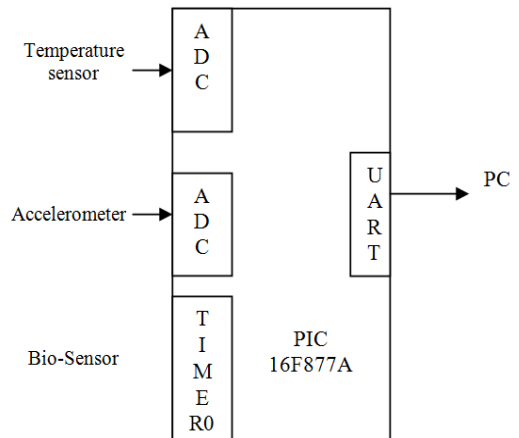 Temperature
sensor
A
D
C
Accelerometer
A
D
C
Bio-Sensor
T
I
M
E
R0
PIC
16F877A
U
A
R
T
PC